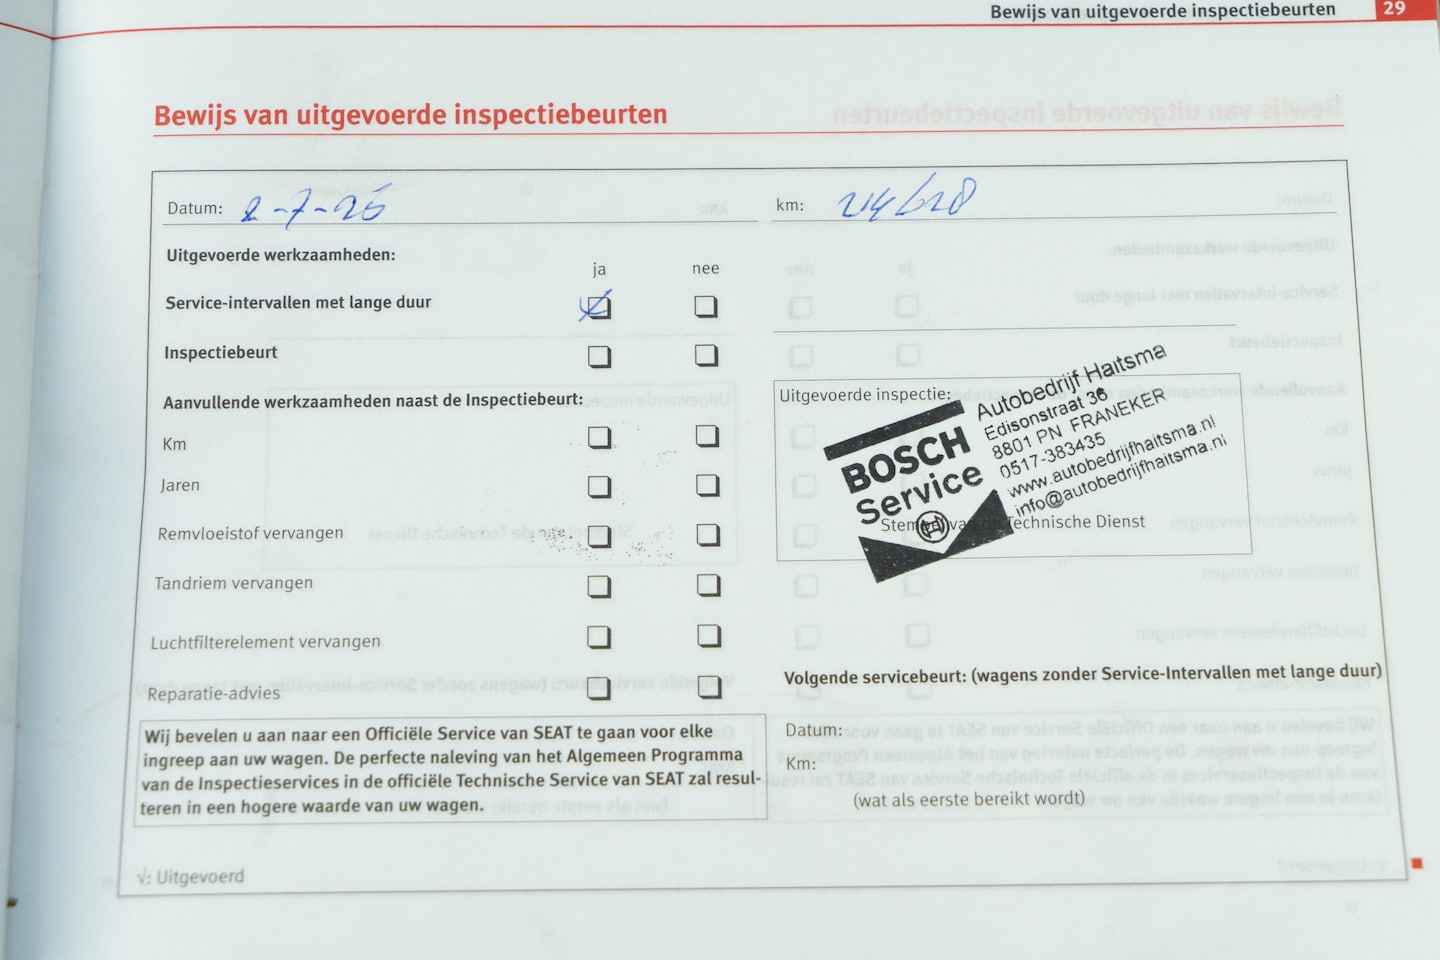 Bewijs van uitgevoerde inspectiebeurten 29
Bewijs van uitgevoerde inspectiebeurten
Datum: 2-7-25
km:
Uitgevoerde werkzaamheden:
ja nee
Service-intervallen met lange duur
Inspectiebeurt
Aanvullende werkzaamheden naast de Inspectiebeurt:
Km
Jaren
Remvloeistof vervangen
Tandriem vervangen
Luchtfilterelement vervangen
Reparatie-advies
Wij bevelen u aan naar een Officiële Service van SEAT te gaan voor elke
ingreep aan uw wagen. De perfecte naleving van het Algemeen Programma
van de Inspectieservices in de officiële Technische Service van SEAT zal resul-
teren in een hogere waarde van uw wagen.
√: Uitgevoerd
Uitgevoerde inspectie:
BOSCH
Service
Autobedrijf Haitsma
Edisonstraat 36
8801 PN FRANEKER
0517-383435
www.autobedrijfhaitsma.nl
info@autobedrijfhaitsma.nl
Stempel van de Technische Dienst
Volgende servicebeurt: (wagens zonder Service-Intervallen met lange duur)
Datum:
Km:
(wat als eerste bereikt wordt)